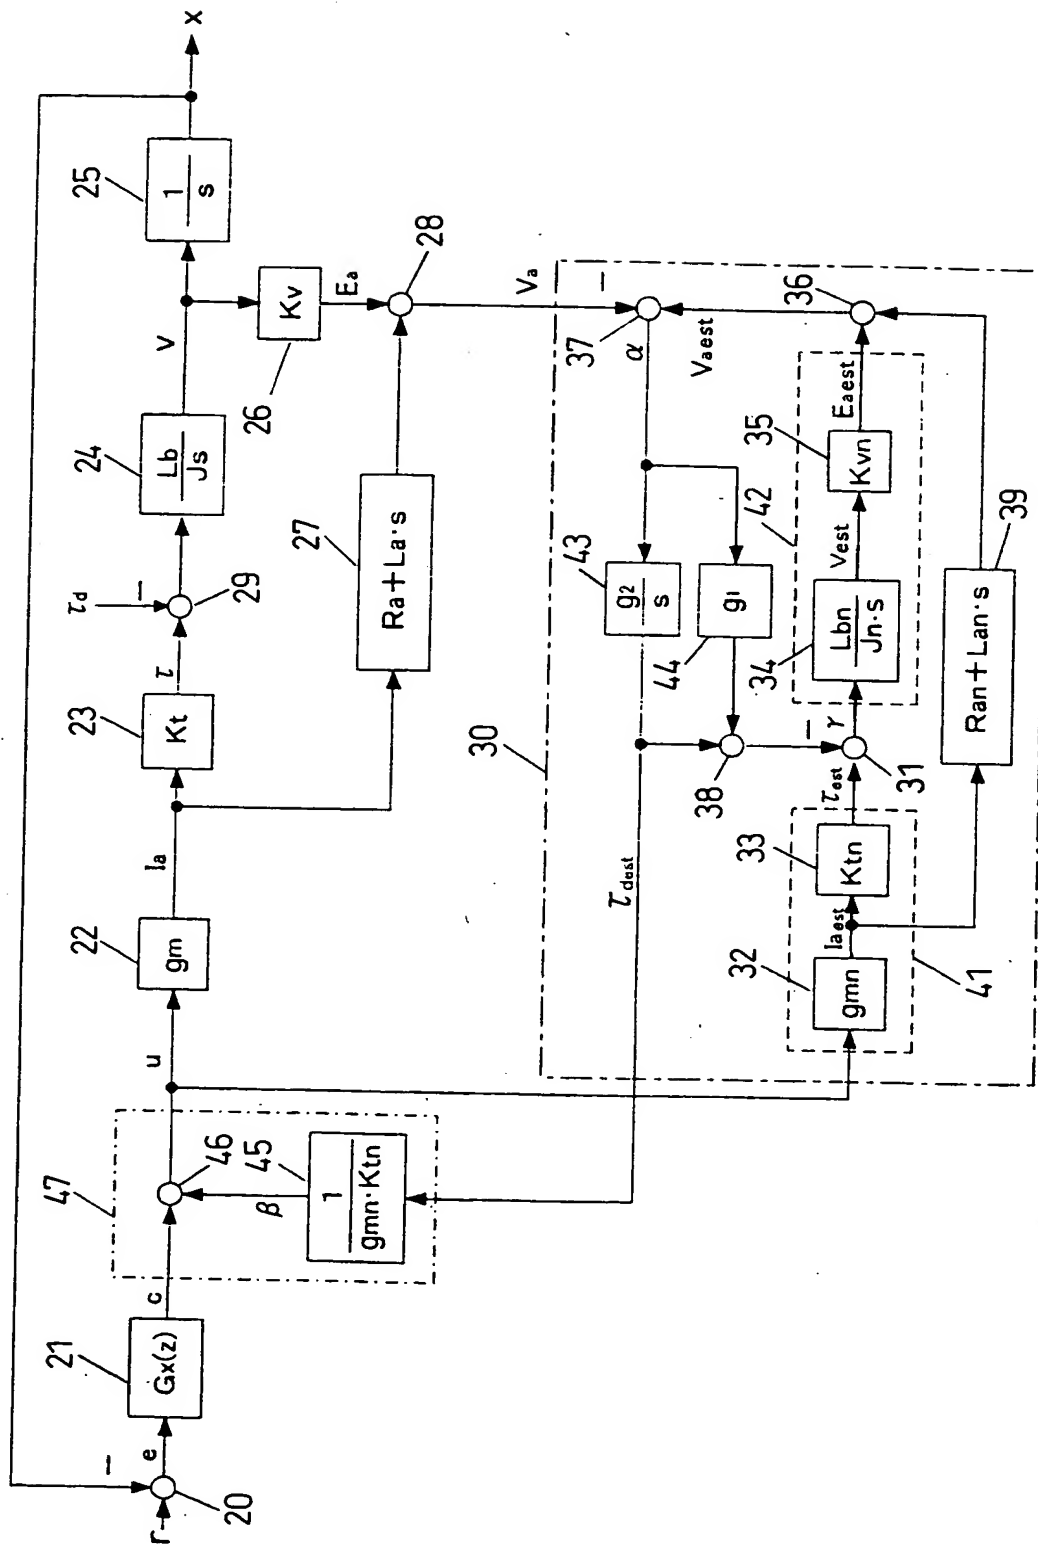 r
20
−
e
21
Gx(z)
c
47
46
β
45
1
gmn·Ktn
u
22
gm
Ia
23
Kt
τ
τd
−
29
24
Lb
Js
V
25
1
s
x
26
Kv
Ea
27
Ra+La·s
28
Va
−
30
37
α
Vaest
43
g2
s
44
g1
38
τdest
−
31
γ
τest
32
gmn
Iaest
33
Ktn
41
42
34
Lbn
Jn·s
Vest
35
Kvn
Eaest
36
39
Ran+Lan·s